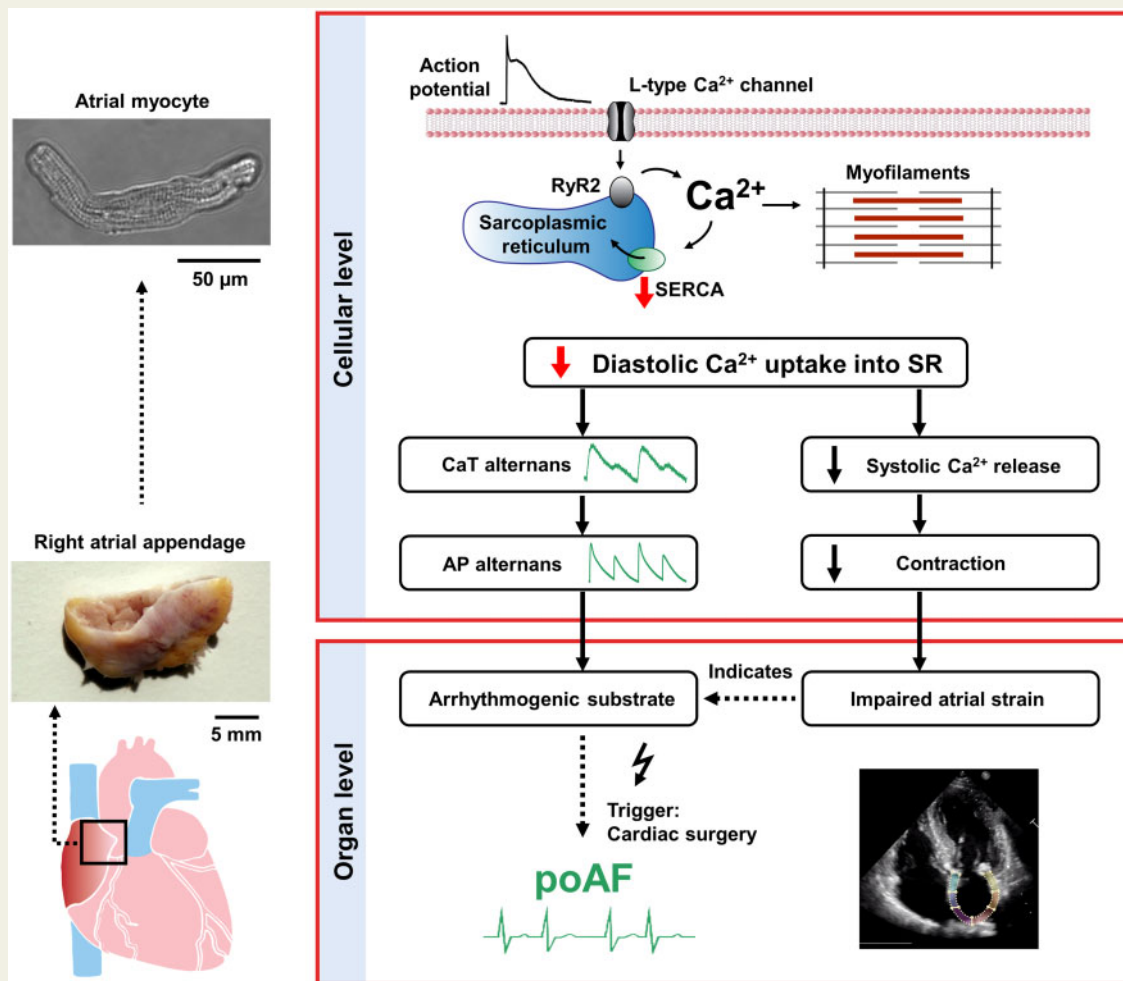 Atrial myocyte
50 µm
Right atrial appendage
5 mm
Cellular level
Action
potential
L-type Ca²⁺ channel
RyR2
Ca²⁺
Myofilaments
Sarcoplasmic
reticulum
SERCA
Diastolic Ca²⁺ uptake into SR
CaT alternans
Systolic Ca²⁺ release
AP alternans
Contraction
Organ level
Arrhythmogenic substrate
Indicates
Impaired atrial strain
Trigger:
Cardiac surgery
poAF